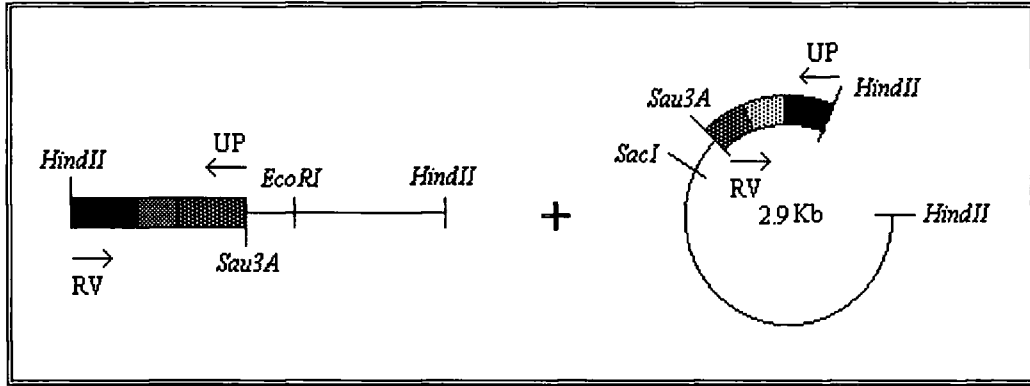 HindII
UP
EcoRI
HindII
Sau3A
RV
+
UP
HindII
Sau3A
SacI
RV
2.9 Kb
HindII